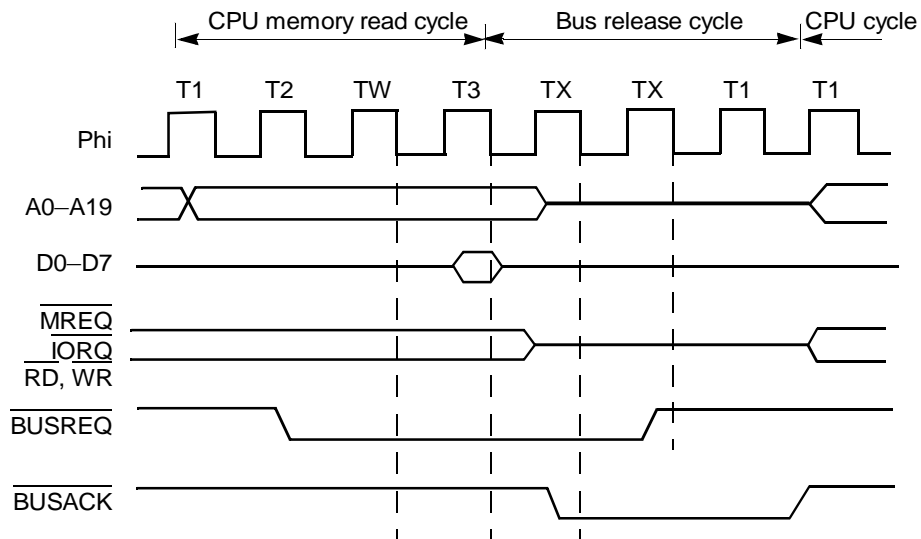 CPU memory read cycle Bus release cycle CPU cycle
T1 T2 TW T3 TX TX T1 T1
Phi
A0–A19
D0–D7
MREQ
IORQ
RD, WR
BUSREQ
BUSACK